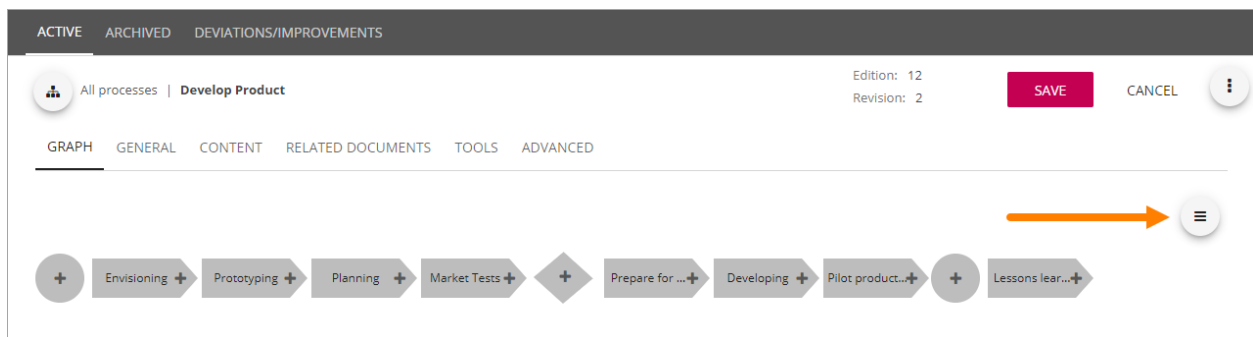 ACTIVE ARCHIVED DEVIATIONS/IMPROVEMENTS
All processes | Develop Product
Edition: 12
Revision: 2
SAVE CANCEL
GRAPH GENERAL CONTENT RELATED DOCUMENTS TOOLS ADVANCED
Envisioning Prototyping Planning Market Tests Prepare for ... Developing Pilot product... Lessons lear...